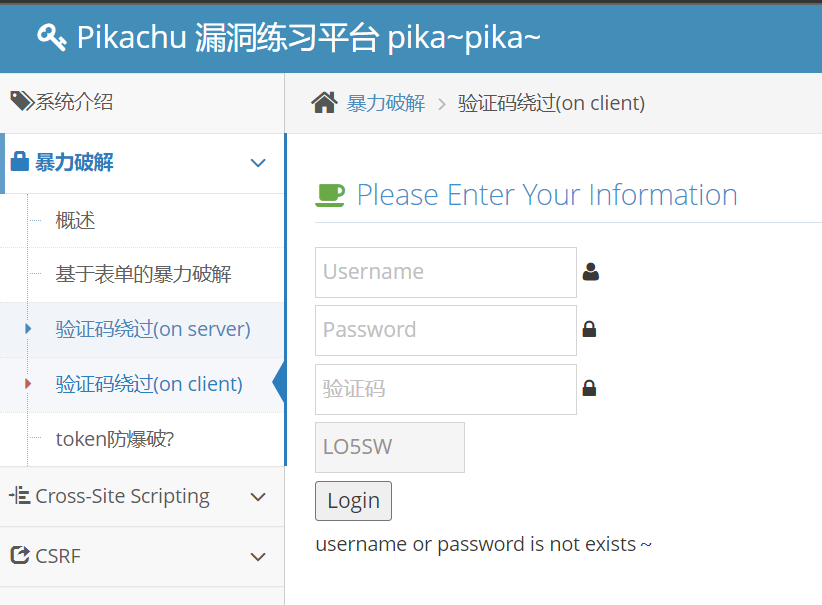 Pikachu 漏洞练习平台 pika~pika~
系统介绍
暴力破解
概述
基于表单的暴力破解
验证码绕过(on server)
验证码绕过(on client)
token防爆破?
Cross-Site Scripting
CSRF
暴力破解 > 验证码绕过(on client)
Please Enter Your Information
Username
Password
验证码
LO5SW
Login
username or password is not exists～